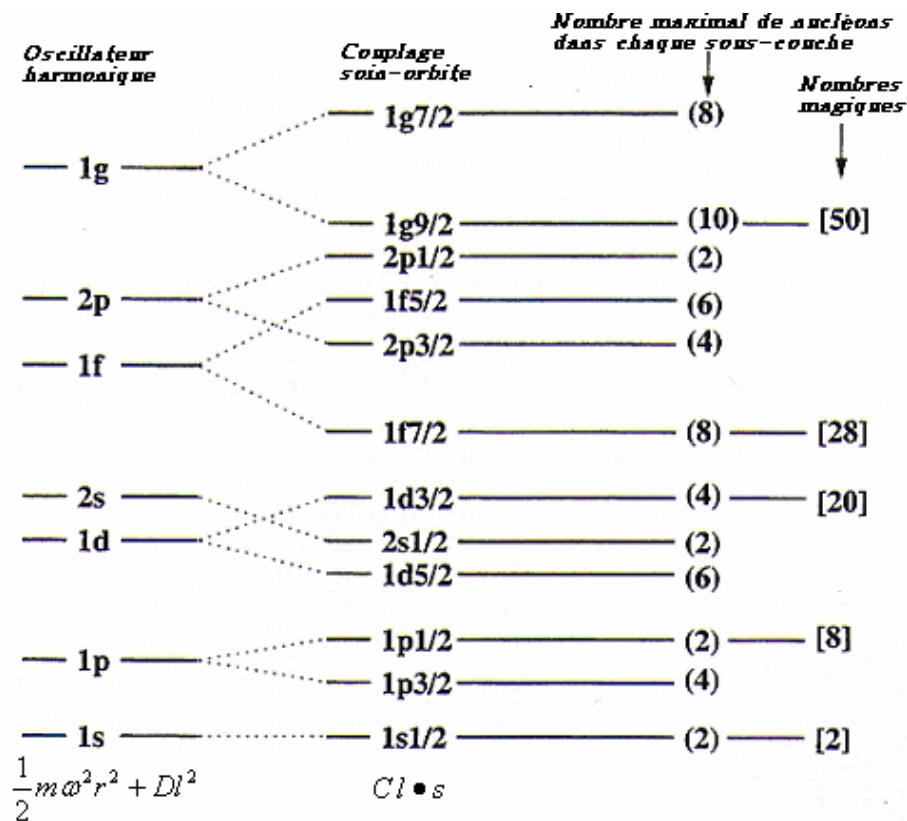 Oscillateur
harmonique
Couplage
soin-orbite
Nombre maximal de nucléons
dans chaque sous-couche
Nombres
magiques
1g7/2 (8)
1g
1g9/2 (10) [50]
2p1/2 (2)
2p 1f5/2 (6)
2p3/2 (4)
1f
1f7/2 (8) [28]
2s 1d3/2 (4) [20]
1d 2s1/2 (2)
1d5/2 (6)
1p1/2 (2) [8]
1p
1p3/2 (4)
1s 1s1/2 (2) [2]
1/2 mω²r² + Dl² Cl • s